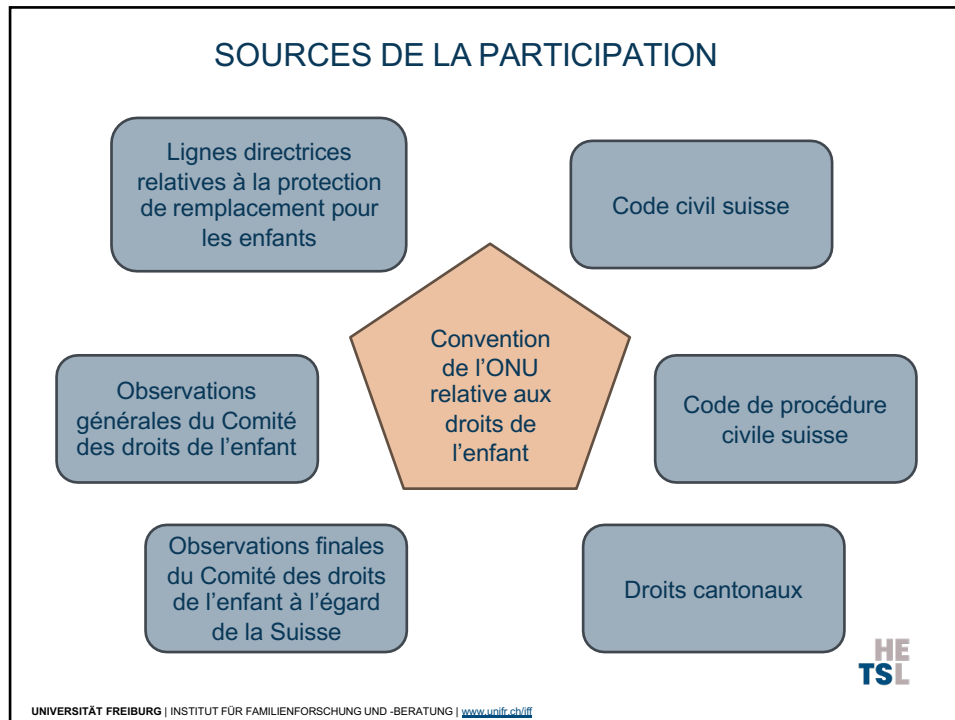 SOURCES DE LA PARTICIPATION
Lignes directrices
relatives à la protection
de remplacement pour
les enfants
Code civil suisse
Convention
de l’ONU
relative aux
droits de
l’enfant
Observations
générales du Comité
des droits de l’enfant
Code de procédure
civile suisse
Observations finales
du Comité des droits
de l’enfant à l’égard
de la Suisse
Droits cantonaux
HE
TSL
UNIVERSITÄT FREIBURG | INSTITUT FÜR FAMILIENFORSCHUNG UND -BERATUNG | www.unifr.ch/iff